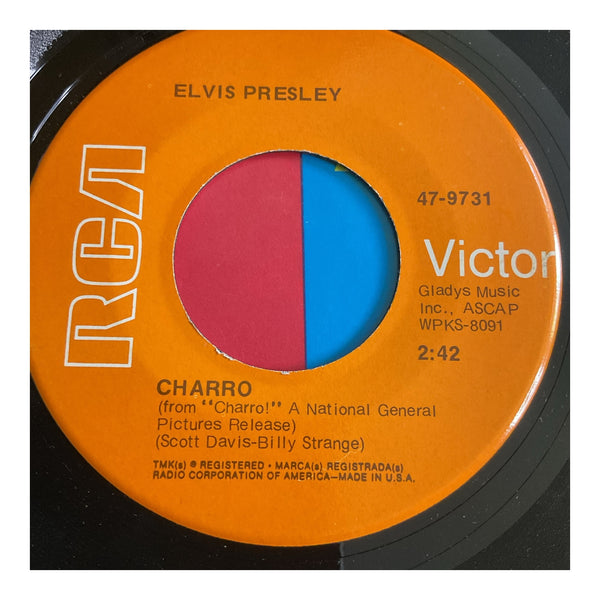 ELVIS PRESLEY
RCA
47-9731
Victor
Gladys Music
Inc., ASCAP
WPKS-8091
2:42
CHARRO
(from "Charro!" A National General
Pictures Release)
(Scott Davis-Billy Strange)
TMK(s) ® REGISTERED • MARCA(s) REGISTRADA(s)
RADIO CORPORATION OF AMERICA—MADE IN U.S.A.